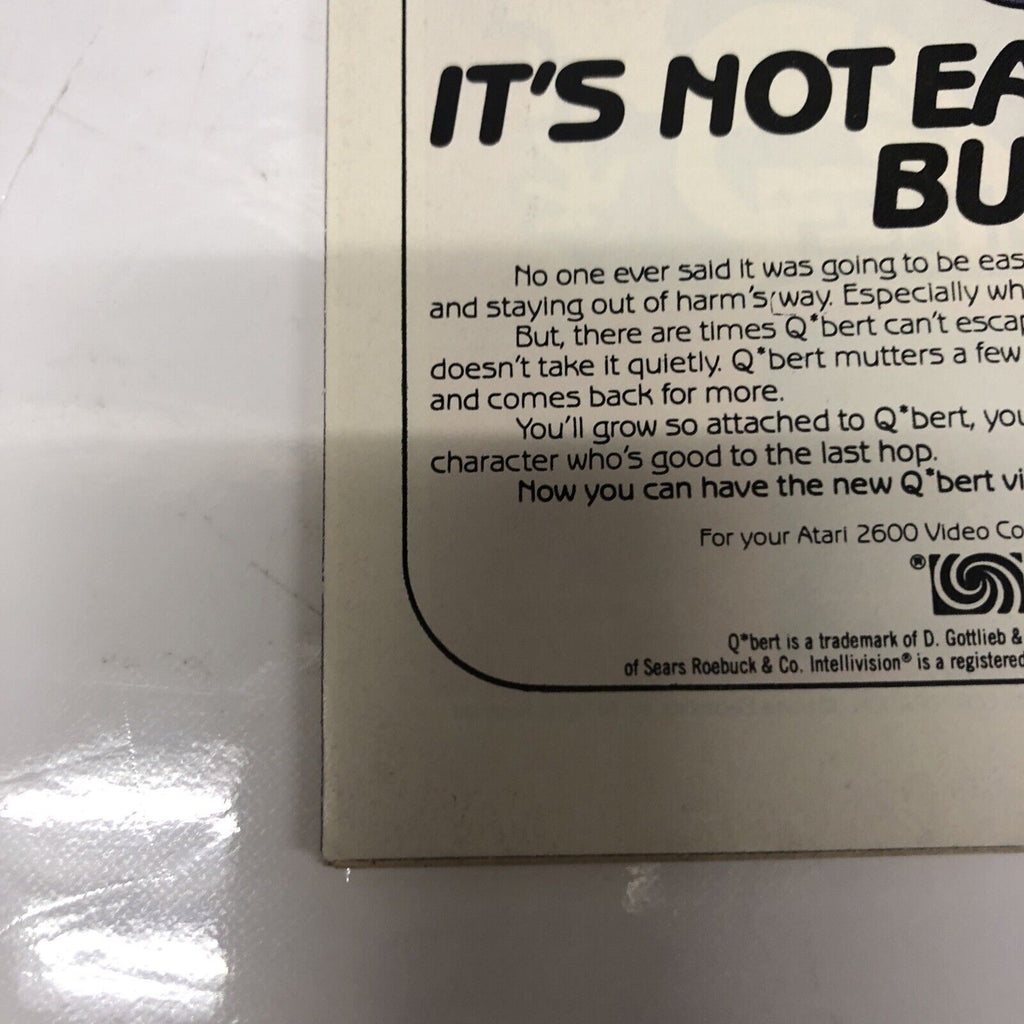 IT'S NOT EA
BU
No one ever said it was going to be eas
and staying out of harm's way. Especially wh
But, there are times Q*bert can't escap
doesn't take it quietly. Q*bert mutters a few
and comes back for more.
You'll grow so attached to Q*bert, you
character who's good to the last hop.
Now you can have the new Q*bert vi
For your Atari 2600 Video Co
®
Q*bert is a trademark of D. Gottlieb &
of Sears Roebuck & Co. Intellivision® is a registered